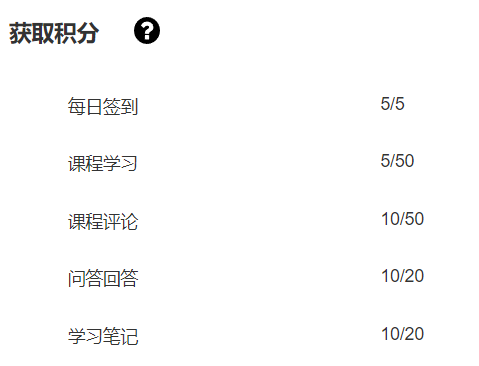 获取积分 ?
每日签到 5/5
课程学习 5/50
课程评论 10/50
问答回答 10/20
学习笔记 10/20